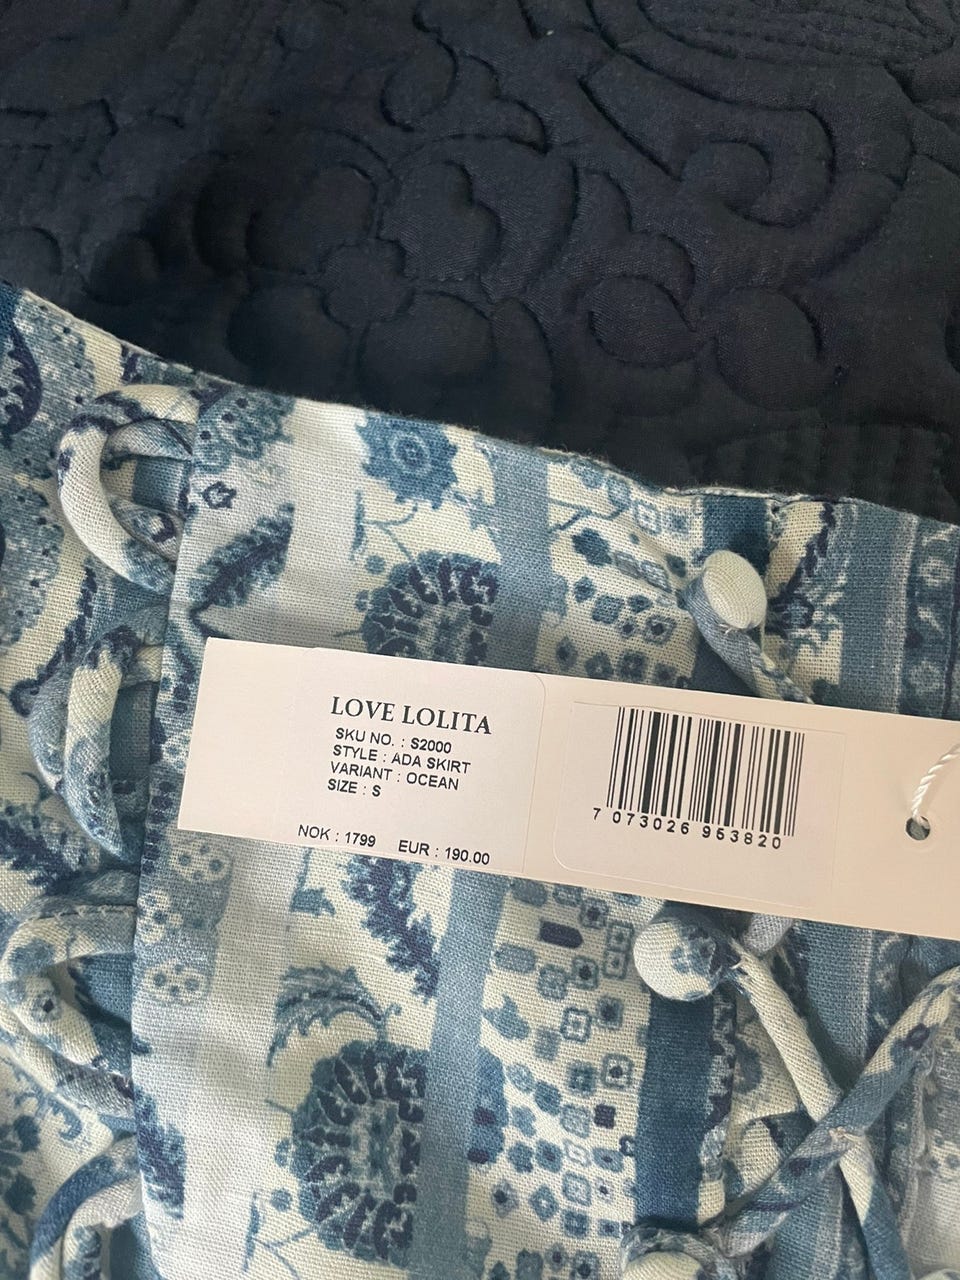 LOVE LOLITA
SKU NO. : S2000
STYLE : ADA SKIRT
VARIANT : OCEAN
SIZE : S
NOK : 1799 EUR : 190.00
7 073026 953820